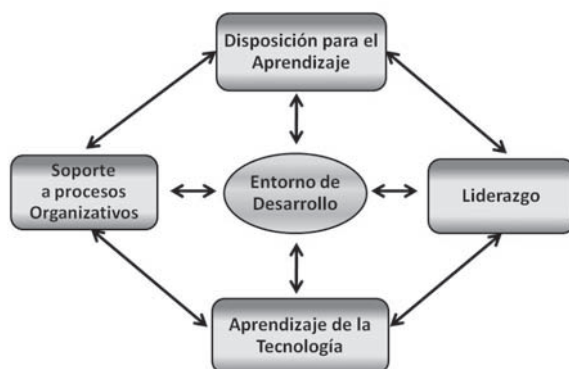 Disposición para el
Aprendizaje
Soporte
a procesos
Organizativos
Entorno de
Desarrollo
Liderazgo
Aprendizaje de la
Tecnología